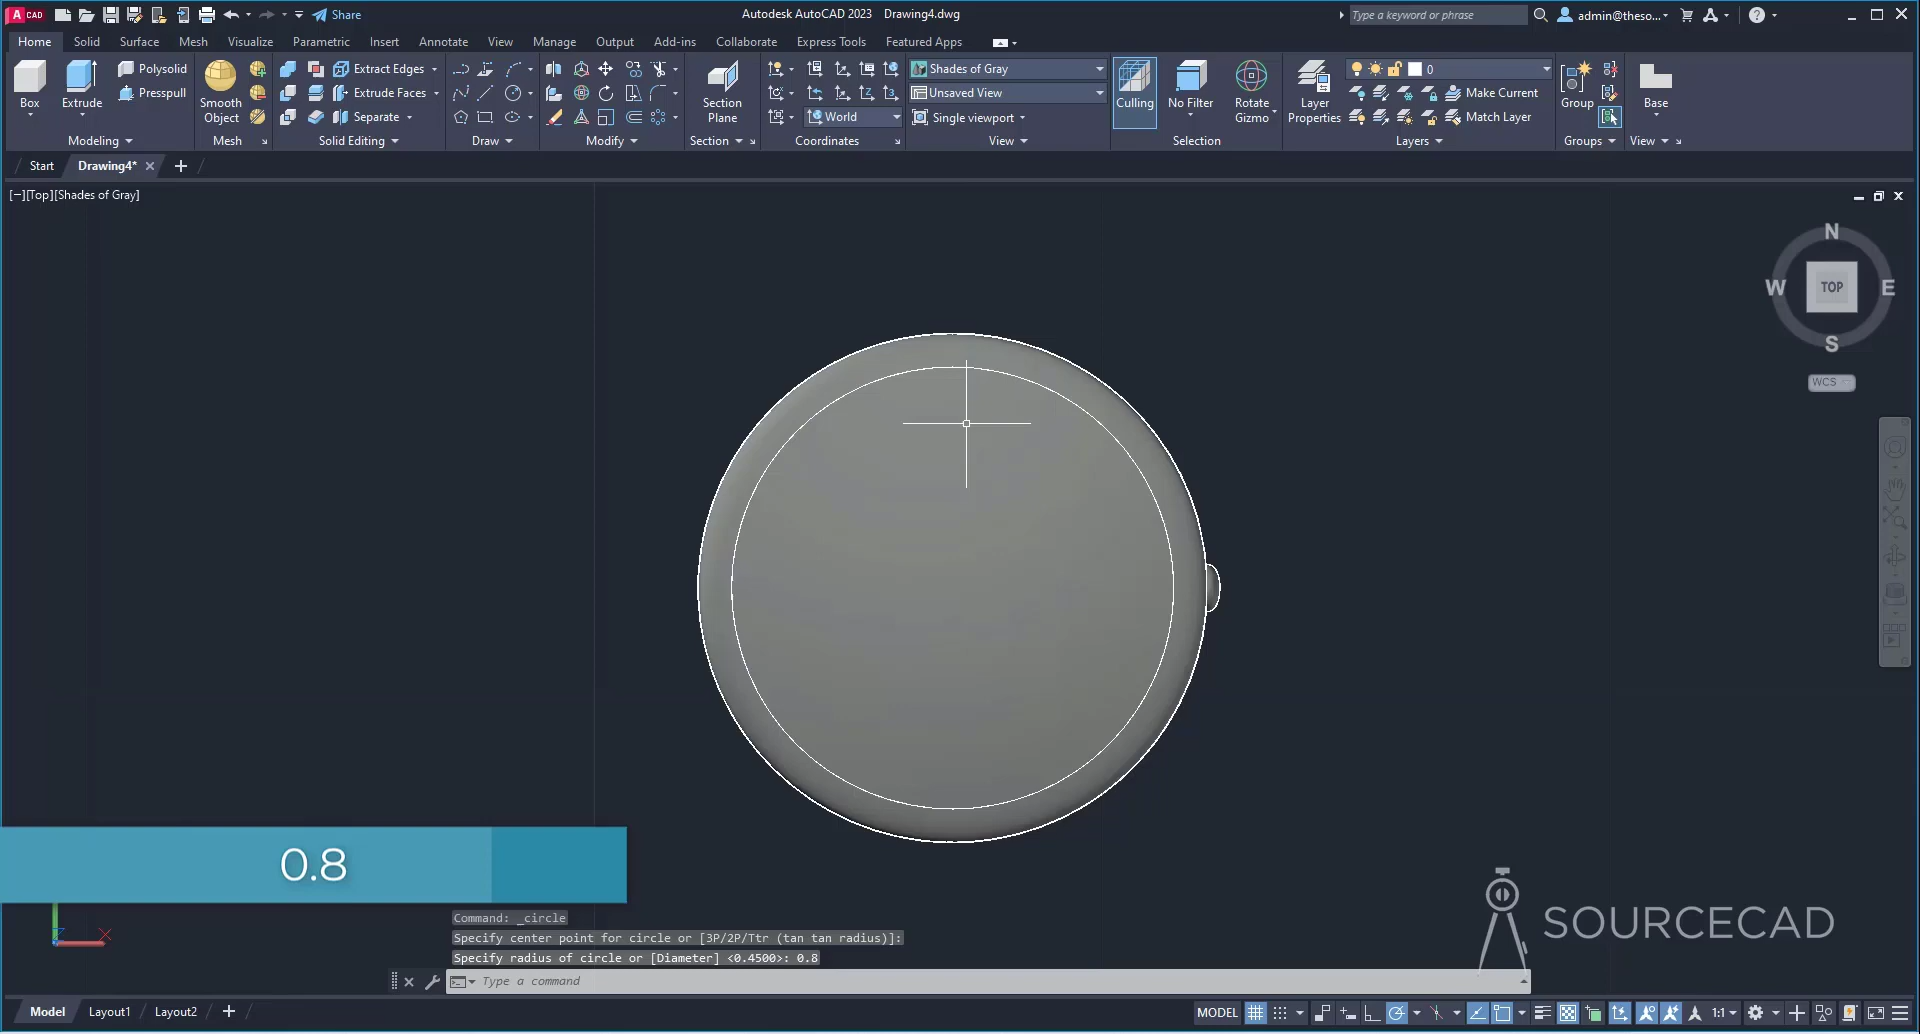 A CAD
Share
Autodesk AutoCAD 2023 Drawing4.dwg
Type a keyword or phrase
admin@theso...
Home Solid Surface Mesh Visualize Parametric Insert Annotate View Manage Output Add-ins Collaborate Express Tools Featured Apps
Box
Extrude
Polysolid
Presspull
Modeling
Smooth
Object
Mesh
Extract Edges
Extrude Faces
Separate
Solid Editing
Draw
Modify
Section
Plane
Section
World
Coordinates
Shades of Gray
Unsaved View
Single viewport
View
Culling
No Filter
Rotate
Gizmo
Selection
Layer
Properties
0
Make Current
Match Layer
Layers
Group
Groups
Base
View
Start Drawing4*
[−][Top][Shades of Gray]
N
W TOP E
S
WCS
0.8
X
Command: _circle
Specify center point for circle or [3P/2P/Ttr (tan tan radius)]:
Specify radius of circle or [Diameter] <0.4500>: 0.8
Type a command
SOURCECAD
Model Layout1 Layout2
MODEL
1:1